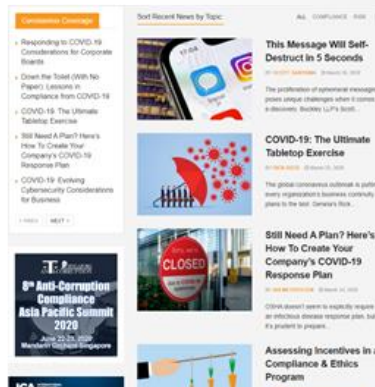 Coronavirus Coverage
Responding to COVID-19
Considerations for Corporate
Boards
Down the Toilet (With No
Paper): Lessons in
Compliance from COVID-19
COVID-19: The Ultimate
Tabletop Exercise
Still Need A Plan? Here's
How To Create Your
Company's COVID-19
Response Plan
COVID-19: Evolving
Cybersecurity Considerations
for Business
PREV NEXT
8th Anti-Corruption
Compliance
Asia Pacific Summit
2020
June 22-23, 2020
Mandarin Orchard Singapore
Sort Recent News by Topic:
ALL COMPLIANCE RISK
This Message Will Self-
Destruct in 5 Seconds
The proliferation of ephemeral messaging
poses unique challenges when it comes
e-discovery. Buckley LLP's Scott...
COVID-19: The Ultimate
Tabletop Exercise
The global coronavirus outbreak is putting
every organization's business continuity
plans to the test.
CLOSED
Still Need A Plan? Here's
How To Create Your
Company's COVID-19
Response Plan
OSHA doesn't seem to explicitly require
an infectious disease response plan, but
it's prudent to prepare...
Assessing Incentives in a
Compliance & Ethics
Program